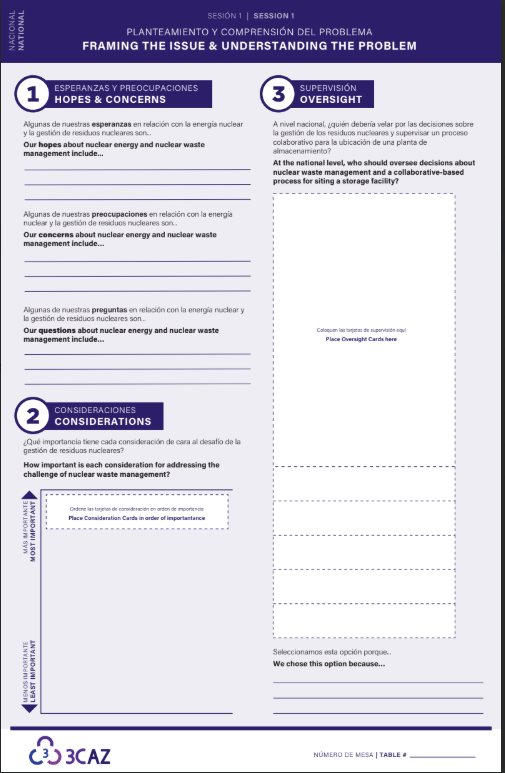 NACIONAL
NATIONAL
SESIÓN 1 | SESSION 1
PLANTEAMIENTO Y COMPRENSIÓN DEL PROBLEMA
FRAMING THE ISSUE & UNDERSTANDING THE PROBLEM
1
ESPERANZAS Y PREOCUPACIONES
HOPES & CONCERNS
Algunas de nuestras esperanzas en relación con la energía nuclear
y la gestión de residuos nucleares son..
Our hopes about nuclear energy and nuclear waste
management include...
Algunas de nuestras preocupaciones en relación con la energía
nuclear y la gestión de residuos nucleares son..
Our concerns about nuclear energy and nuclear waste
management include...
Algunas de nuestras preguntas en relación con la energía nuclear y
la gestión de residuos nucleares son..
Our questions about nuclear energy and nuclear waste
management include...
2
CONSIDERACIONES
CONSIDERATIONS
¿Qué importancia tiene cada consideración de cara al desafío de la
gestión de residuos nucleares?
How important is each consideration for addressing the
challenge of nuclear waste management?
MÁS IMPORTANTE
MOST IMPORTANT
Ordene las tarjetas de consideración en orden de importancia
Place Consideration Cards in order of importantance
MENOS IMPORTANTE
LEAST IMPORTANT
3
SUPERVISIÓN
OVERSIGHT
A nivel nacional, ¿quién debería velar por las decisiones sobre
la gestión de los residuos nucleares y supervisar un proceso
colaborativo para la ubicación de una planta de
almacenamiento?
At the national level, who should oversee decisions about
nuclear waste management and a collaborative-based
process for siting a storage facility?
Coloquen las tarjetas de supervisión aquí
Place Oversight Cards here
Seleccionamos esta opción porque..
We chose this option because...
3 3CAZ
NÚMERO DE MESA | TABLE #